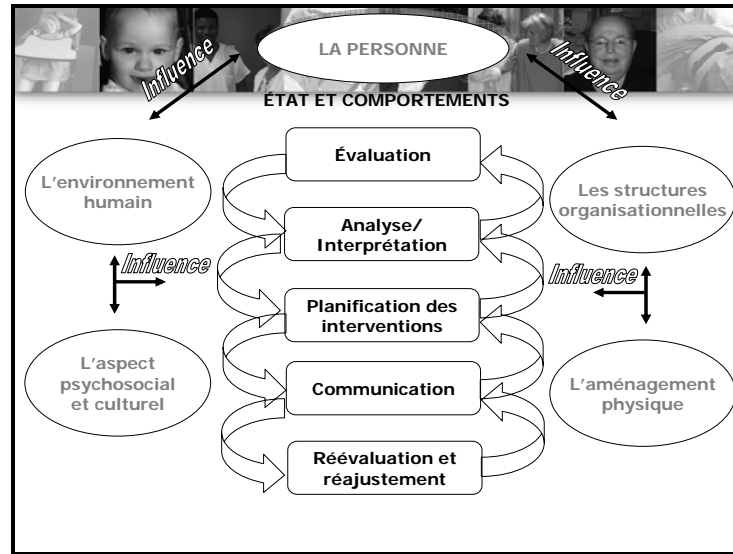 LA PERSONNE
Influence
Influence
ÉTAT ET COMPORTEMENTS
Évaluation
L'environnement
humain
Les structures
organisationnelles
Analyse/
Interprétation
Influence
Influence
Planification des
interventions
L'aspect
psychosocial
et culturel
Communication
L'aménagement
physique
Réévaluation et
réajustement